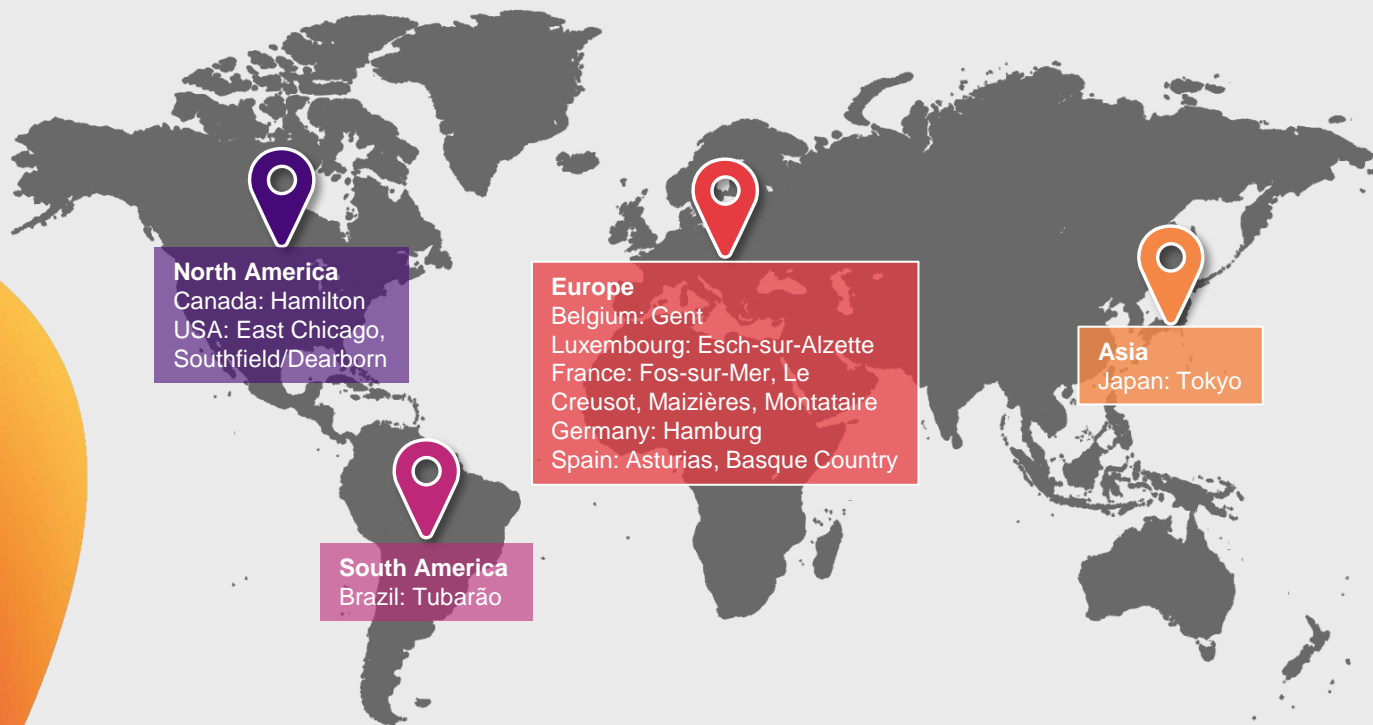 North America
Canada: Hamilton
USA: East Chicago,
Southfield/Dearborn
Europe
Belgium: Gent
Luxembourg: Esch-sur-Alzette
France: Fos-sur-Mer, Le
Creusot, Maizières, Montataire
Germany: Hamburg
Spain: Asturias, Basque Country
Asia
Japan: Tokyo
South America
Brazil: Tubarão